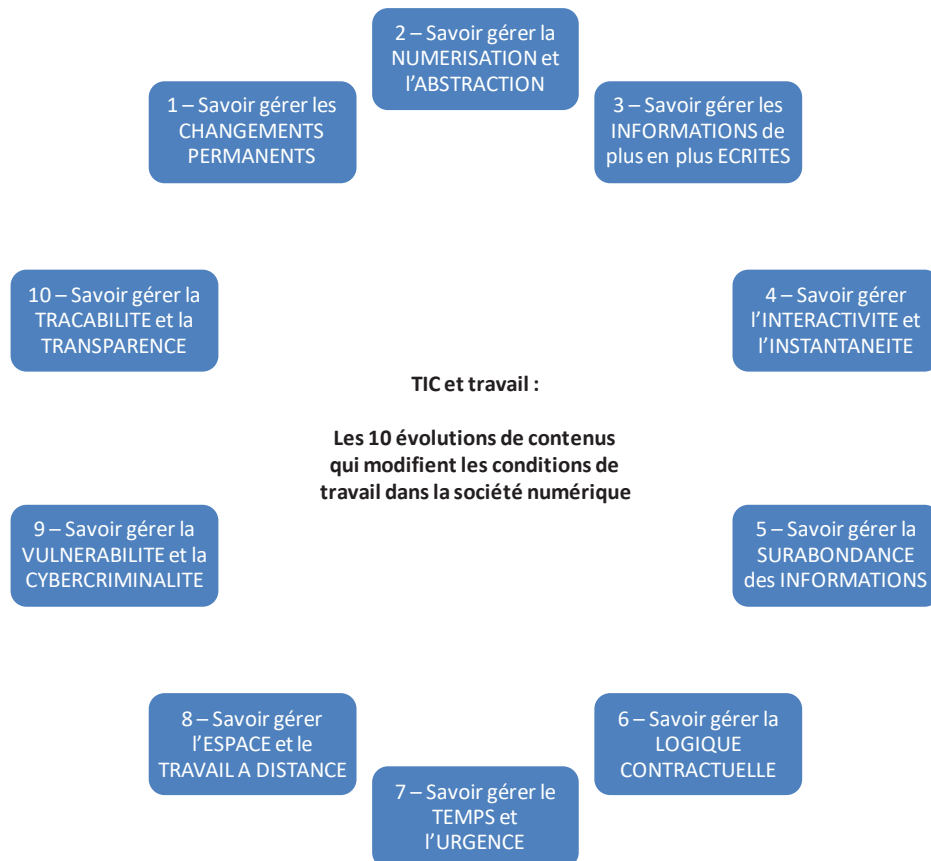 1 – Savoir gérer les
CHANGEMENTS
PERMANENTS
2 – Savoir gérer la
NUMERISATION et
l’ABSTRACTION
3 – Savoir gérer les
INFORMATIONS de
plus en plus ECRITES
4 – Savoir gérer
l’INTERACTIVITE et
l’INSTANTANEITE
5 – Savoir gérer la
SURABONDANCE
des INFORMATIONS
6 – Savoir gérer la
LOGIQUE
CONTRACTUELLE
7 – Savoir gérer le
TEMPS et
l’URGENCE
8 – Savoir gérer
l’ESPACE et le
TRAVAIL A DISTANCE
9 – Savoir gérer la
VULNERABILITE et la
CYBERCRIMINALITE
10 – Savoir gérer la
TRACABILITE et la
TRANSPARENCE
TIC et travail :
Les 10 évolutions de contenus
qui modifient les conditions de
travail dans la société numérique